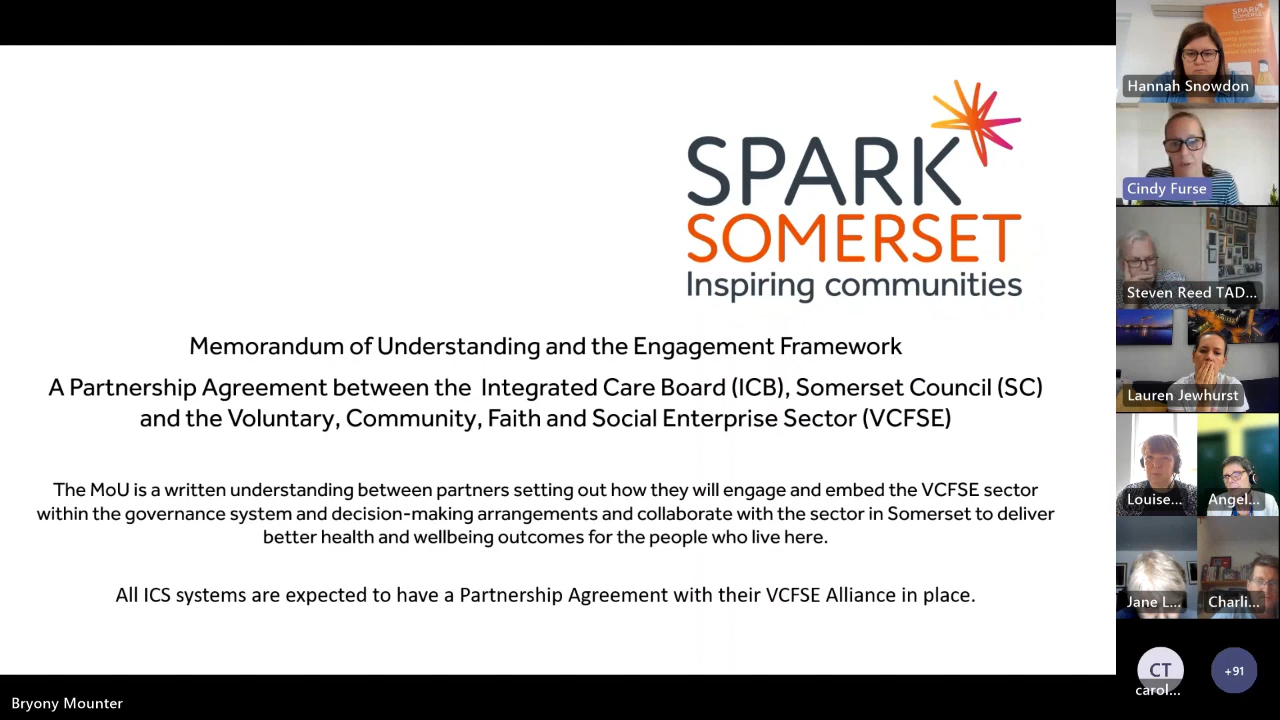 SPARK
SOMERSET
Inspiring communities
Memorandum of Understanding and the Engagement Framework
A Partnership Agreement between the Integrated Care Board (ICB), Somerset Council (SC)
and the Voluntary, Community, Faith and Social Enterprise Sector (VCFSE)
The MoU is a written understanding between partners setting out how they will engage and embed the VCFSE sector
within the governance system and decision-making arrangements and collaborate with the sector in Somerset to deliver
better health and wellbeing outcomes for the people who live here.
All ICS systems are expected to have a Partnership Agreement with their VCFSE Alliance in place.
Bryony Mounter
SPARK
SOMERSET
Hannah Snowdon
Cindy Furse
Steven Reed TAD...
Lauren Jewhurst
Louise...
Angel...
Jane L...
Charli...
CT
carol...
+91